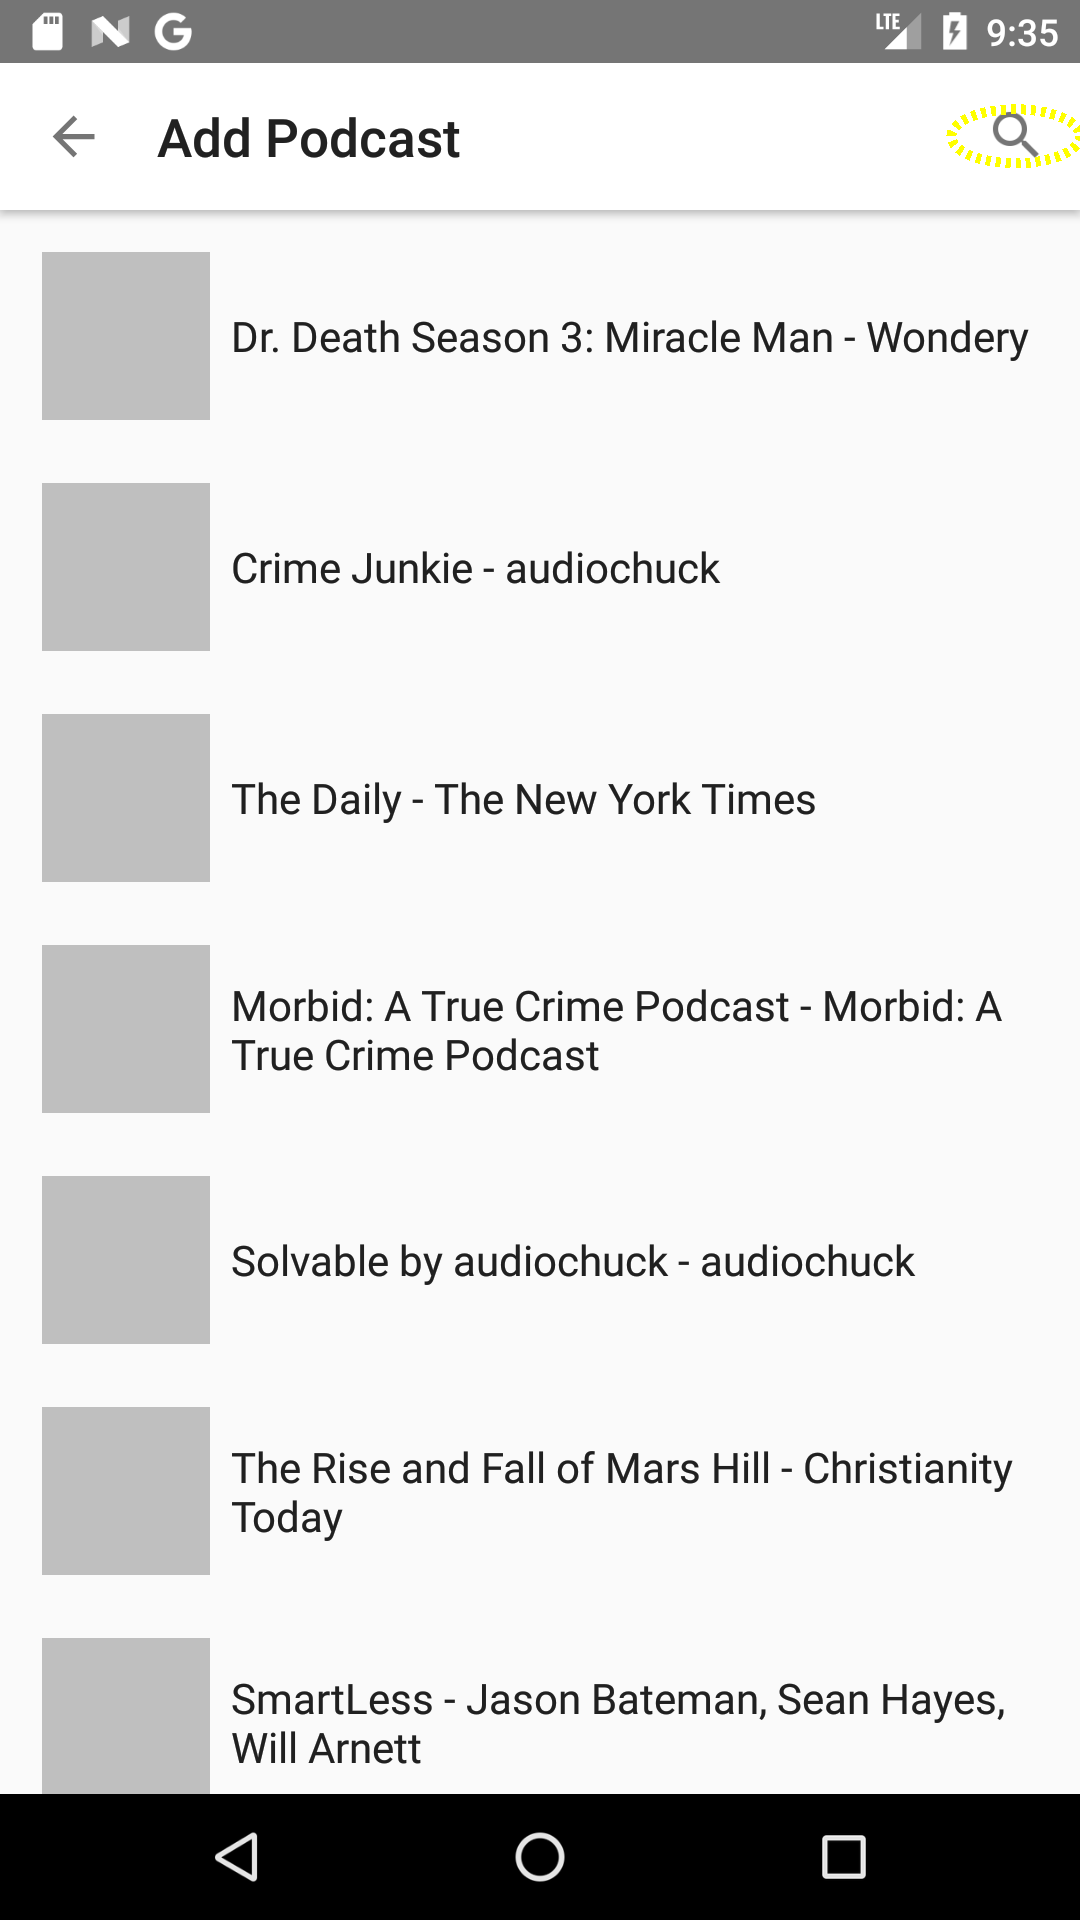 LTE 9:35
Add Podcast
Dr. Death Season 3: Miracle Man - Wondery
Crime Junkie - audiochuck
The Daily - The New York Times
Morbid: A True Crime Podcast - Morbid: A
True Crime Podcast
Solvable by audiochuck - audiochuck
The Rise and Fall of Mars Hill - Christianity
Today
SmartLess - Jason Bateman, Sean Hayes,
Will Arnett